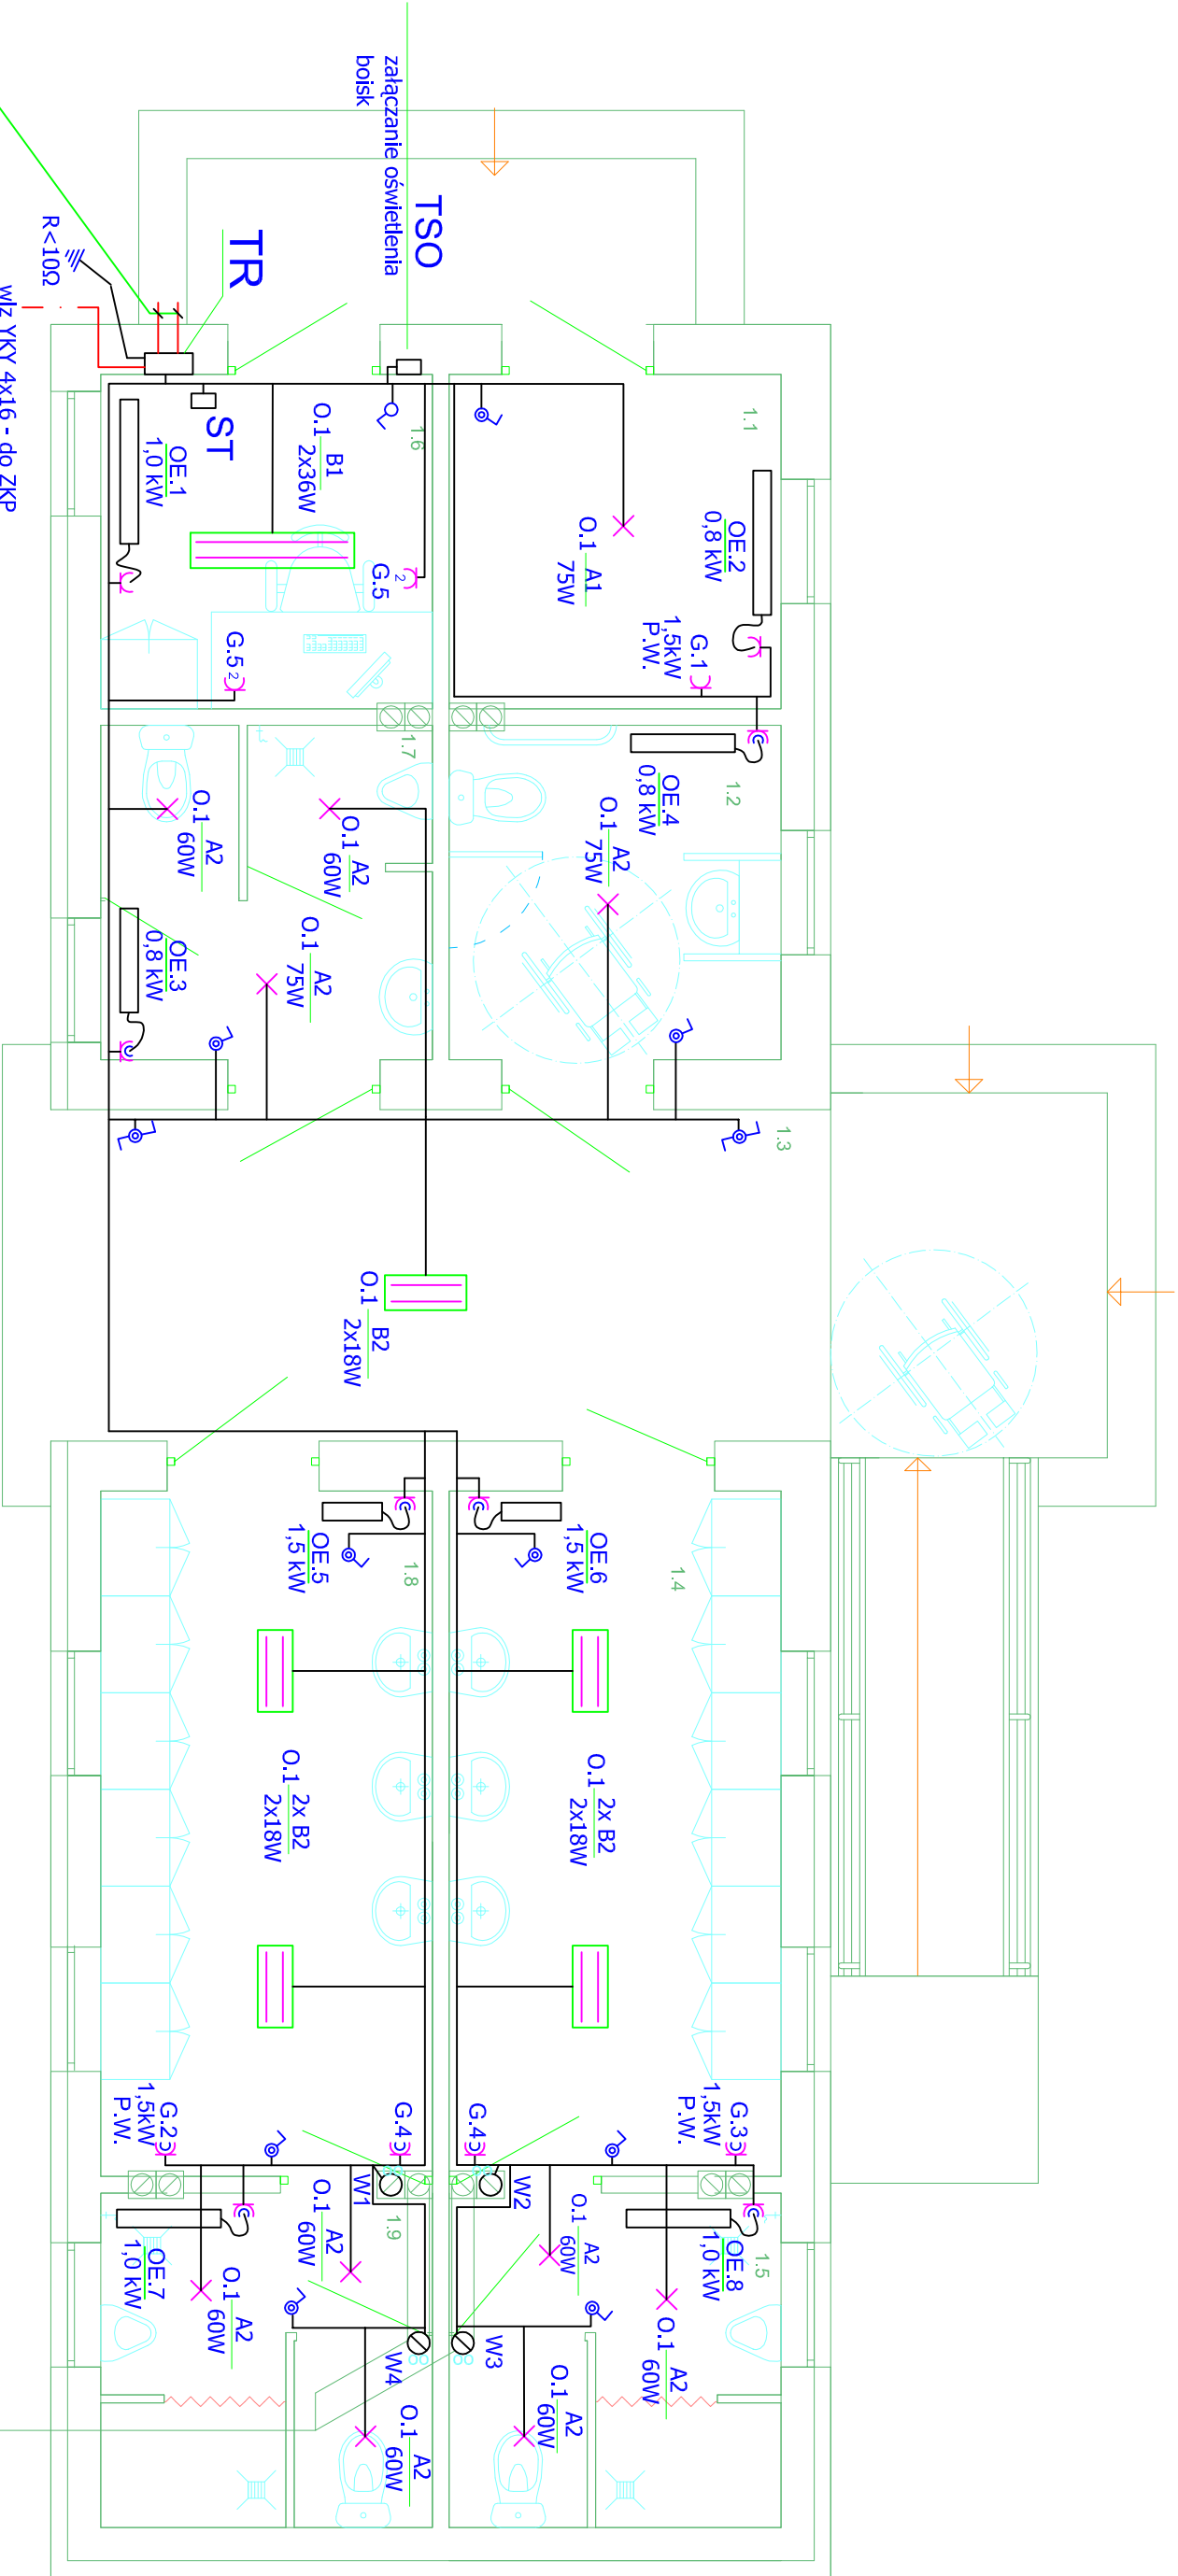 załączanie oświetlenia
boisk
TSO
TR
R<10Ω
wlz YKY 4x16 - do ZKP
ST
1.6
1.1
O.1 B1
2x36W
OE.1
1,0 kW
OE.2
0,8 kW
O.1 A1
75W
G.5
2
G.1
1,5kW
P.W.
G.5 2
1.7
1.2
OE.4
0,8 kW
O.1 A2
75W
O.1 A2
60W
O.1 A2
60W
O.1 A2
75W
OE.3
0,8 kW
1.3
O.1 B2
2x18W
OE.5
1,5 kW
OE.6
1,5 kW
1.8
1.4
O.1 2x B2
2x18W
O.1 2x B2
2x18W
G.2
1,5kW
P.W.
G.4
G.4
G.3
1,5kW
P.W.
W1
W2
1.9
1.5
O.1 A2
60W
O.1 A2
60W
OE.7
1,0 kW
OE.8
1,0 kW
O.1 A2
60W
O.1 A2
60W
W4
W3
O.1 A2
60W
O.1 A2
60W